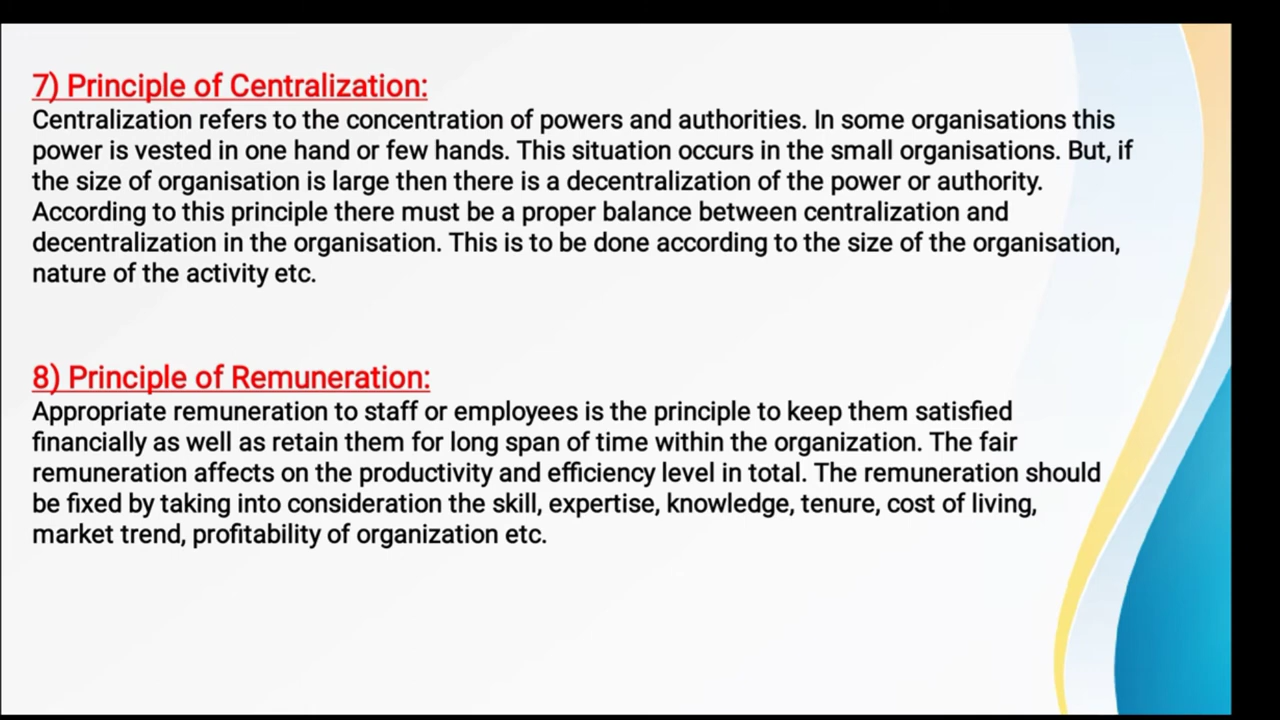 7) Principle of Centralization:
Centralization refers to the concentration of powers and authorities. In some organisations this
power is vested in one hand or few hands. This situation occurs in the small organisations. But, if
the size of organisation is large then there is a decentralization of the power or authority.
According to this principle there must be a proper balance between centralization and
decentralization in the organisation. This is to be done according to the size of the organisation,
nature of the activity etc.
8) Principle of Remuneration:
Appropriate remuneration to staff or employees is the principle to keep them satisfied
financially as well as retain them for long span of time within the organization. The fair
remuneration affects on the productivity and efficiency level in total. The remuneration should
be fixed by taking into consideration the skill, expertise, knowledge, tenure, cost of living,
market trend, profitability of organization etc.